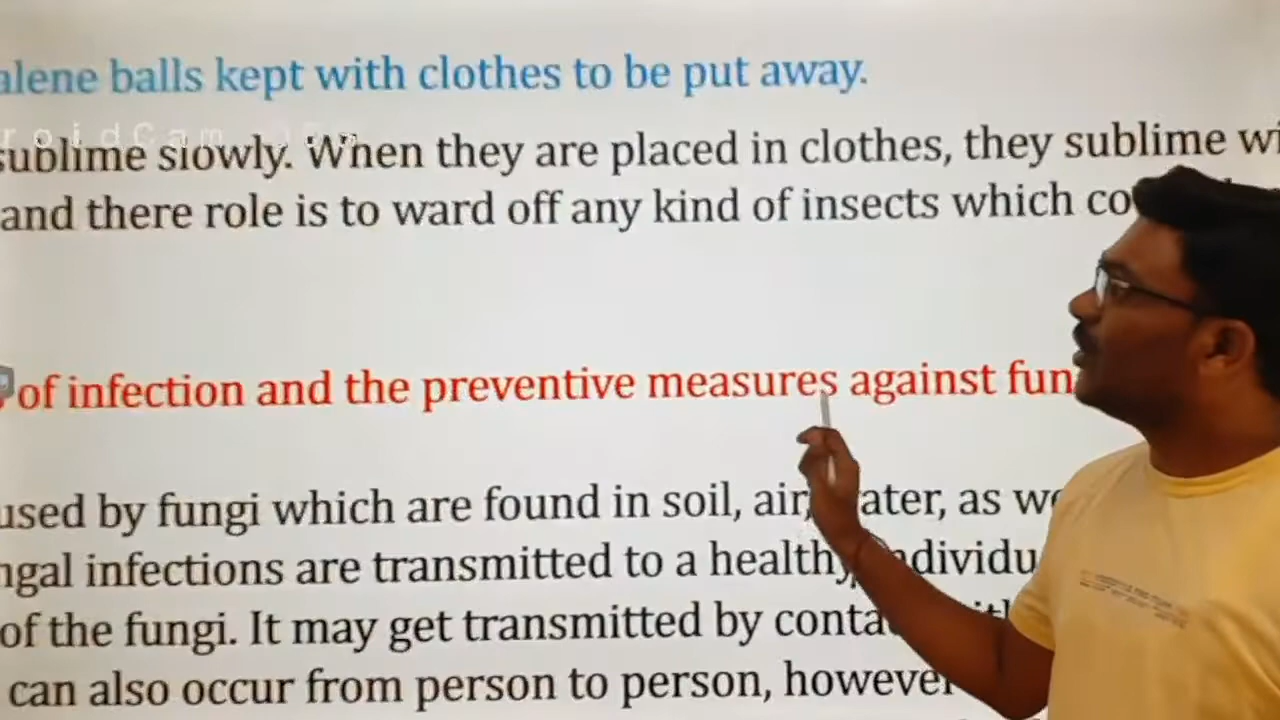 alene balls kept with clothes to be put away.
sublime slowly. When they are placed in clothes, they sublime wi
and there role is to ward off any kind of insects which co
of infection and the preventive measures against fun
used by fungi which are found in soil, air, ater, as we
ngal infections are transmitted to a healthy, ndividu
of the fungi. It may get transmitted by conta
can also occur from person to person, however